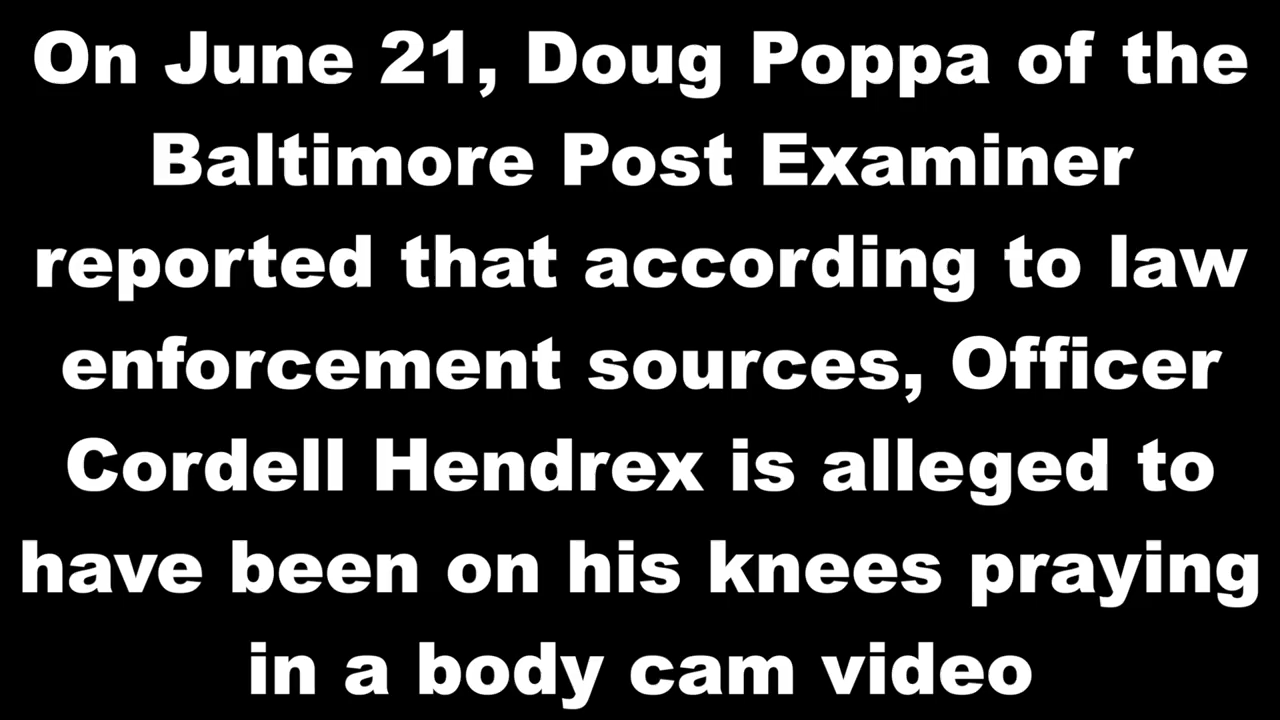 On June 21, Doug Poppa of the
Baltimore Post Examiner
reported that according to law
enforcement sources, Officer
Cordell Hendrex is alleged to
have been on his knees praying
in a body cam video